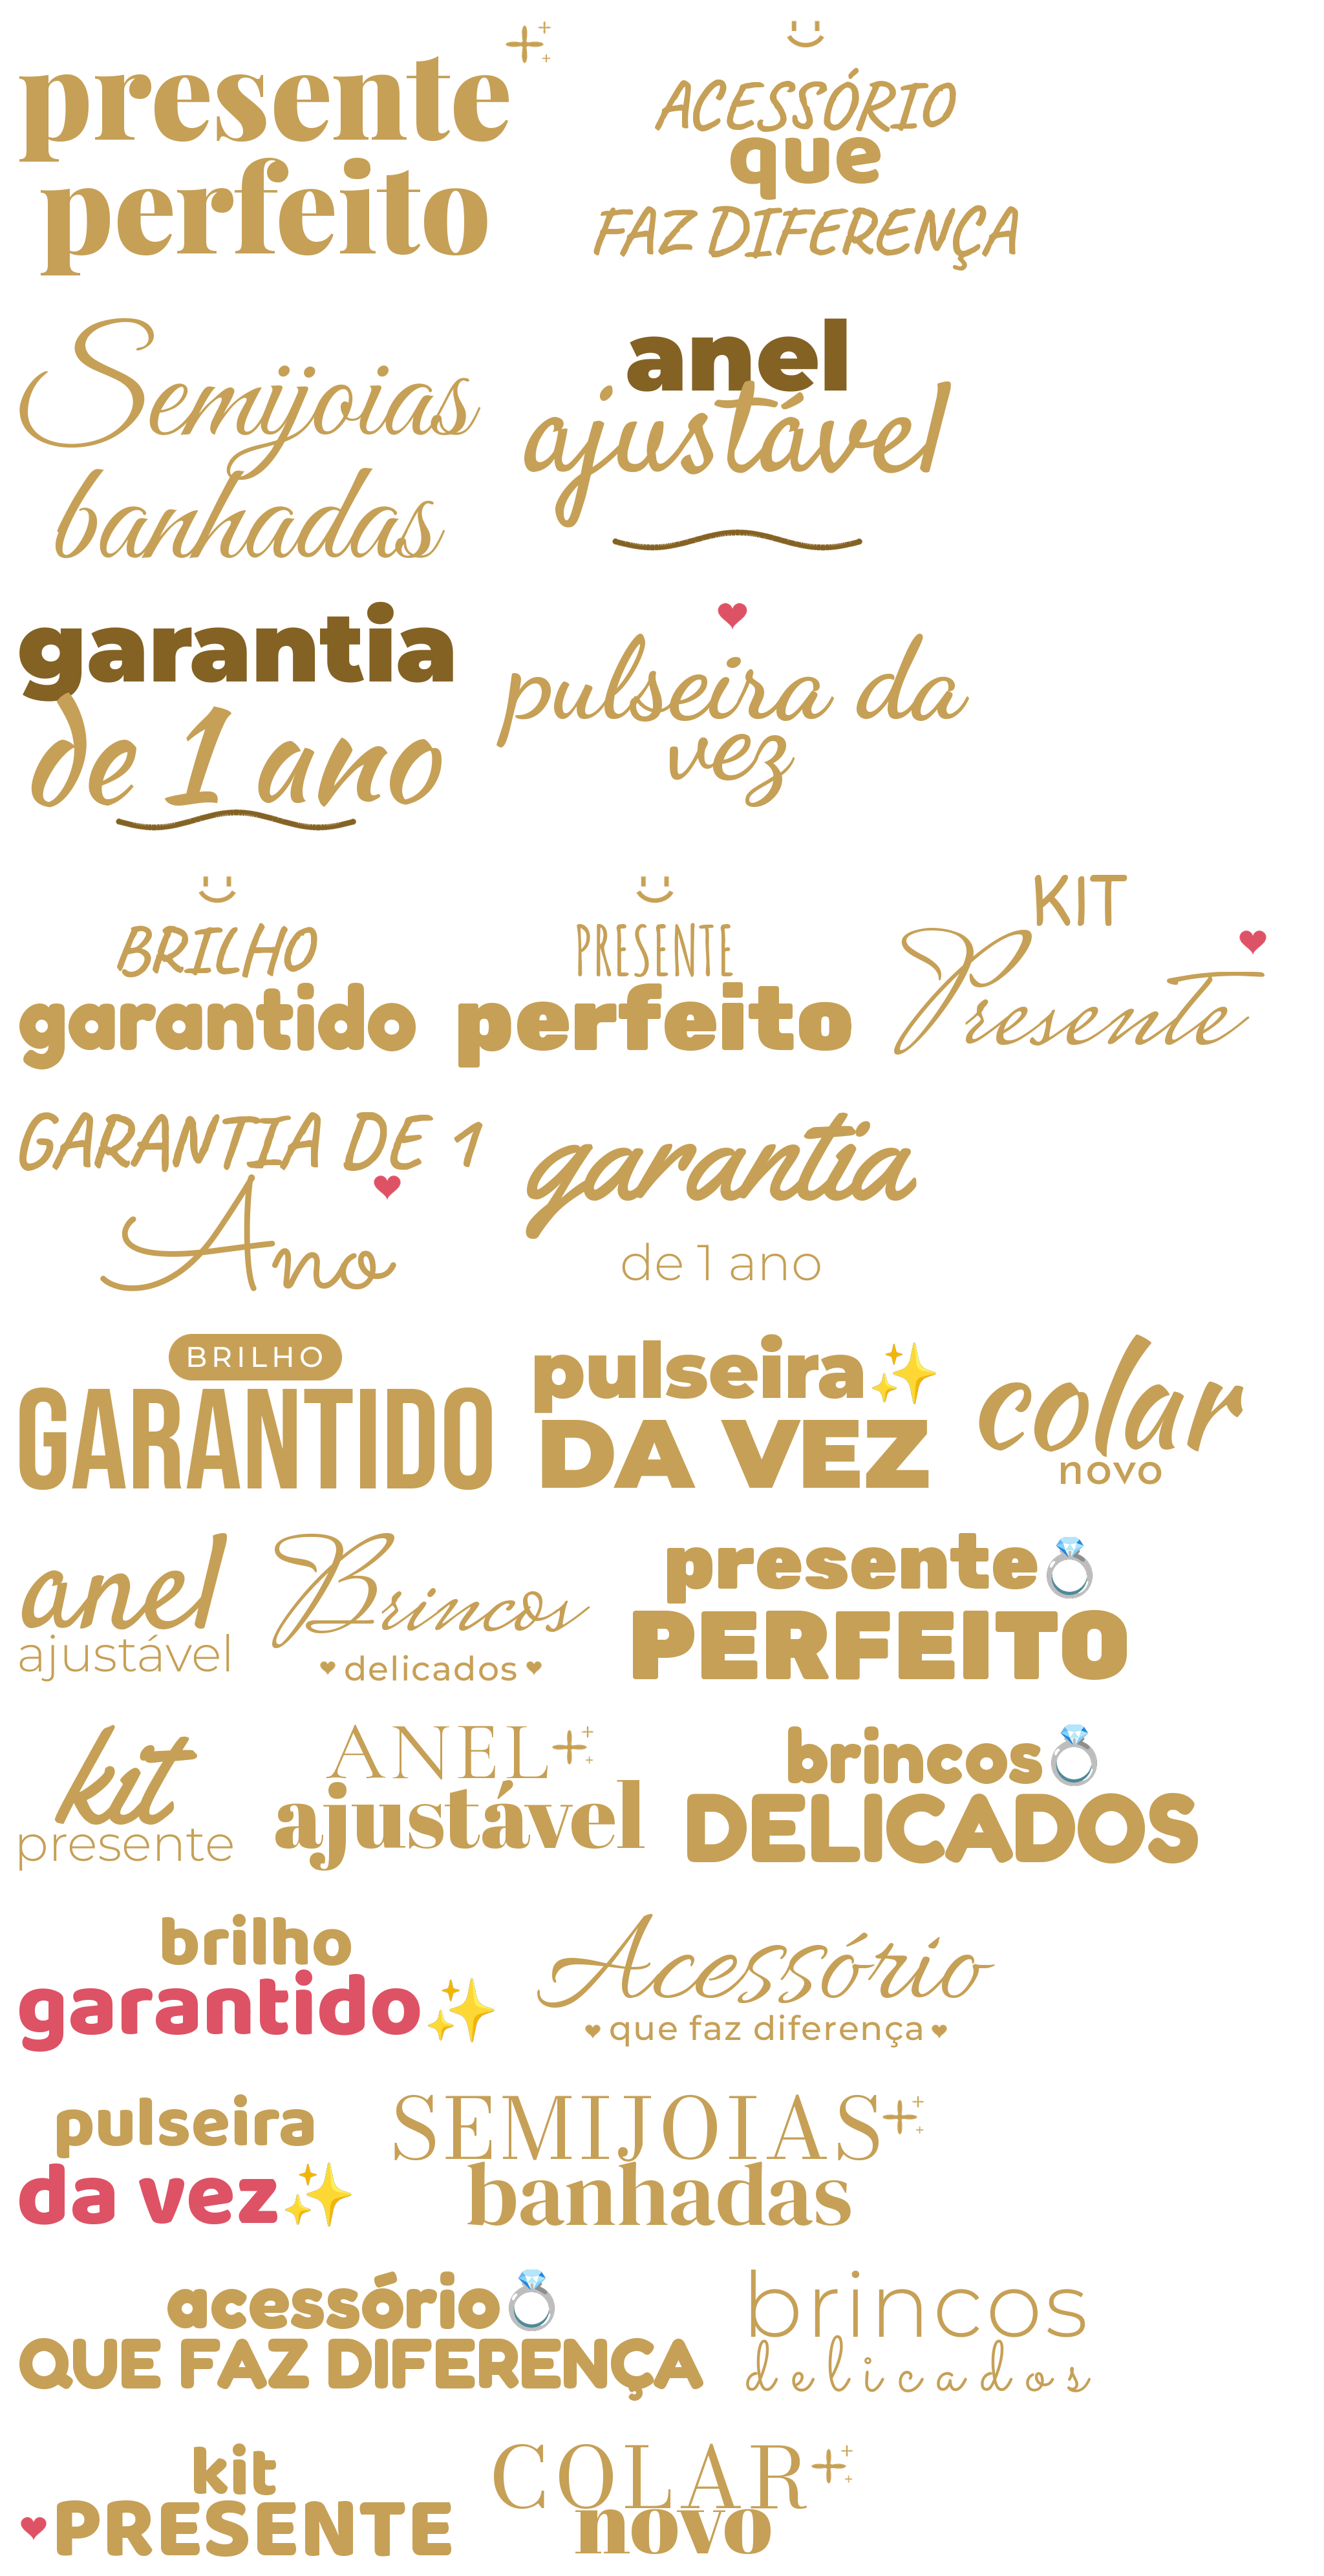 presente
perfeito
ACESSÓRIO
que
FAZ DIFERENÇA
Semijoias
banhadas
anel
ajustável
garantia
de 1 ano
pulseira da
vez
BRILHO
garantido
PRESENTE
perfeito
KIT
Presente
GARANTIA DE 1
Ano
garantia
de 1 ano
BRILHO
GARANTIDO
pulseira
DA VEZ
colar
novo
anel
ajustável
Brincos
delicados
presente
PERFEITO
kit
presente
ANEL
ajustável
brincos
DELICADOS
brilho
garantido
Acessório
que faz diferença
pulseira
da vez
SEMIJOIAS
banhadas
acessório
QUE FAZ DIFERENÇA
brincos
delicados
kit
PRESENTE
COLAR
novo